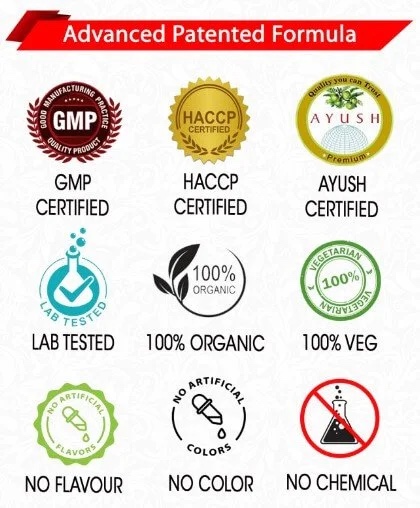 Advanced Patented Formula
GOOD MANUFACTURING PRACTICE
GMP
QUALITY PRODUCT
HACCP
CERTIFIED
Quality you can Trust
AYUSH
Premium
GMP
CERTIFIED
HACCP
CERTIFIED
AYUSH
CERTIFIED
LAB TESTED
100%
ORGANIC
VEGETARIAN
100%
VEGETARIAN
LAB TESTED
100% ORGANIC
100% VEG
NO ARTIFICIAL
FLAVORS
NO ARTIFICIAL
COLORS
NO FLAVOUR
NO COLOR
NO CHEMICAL